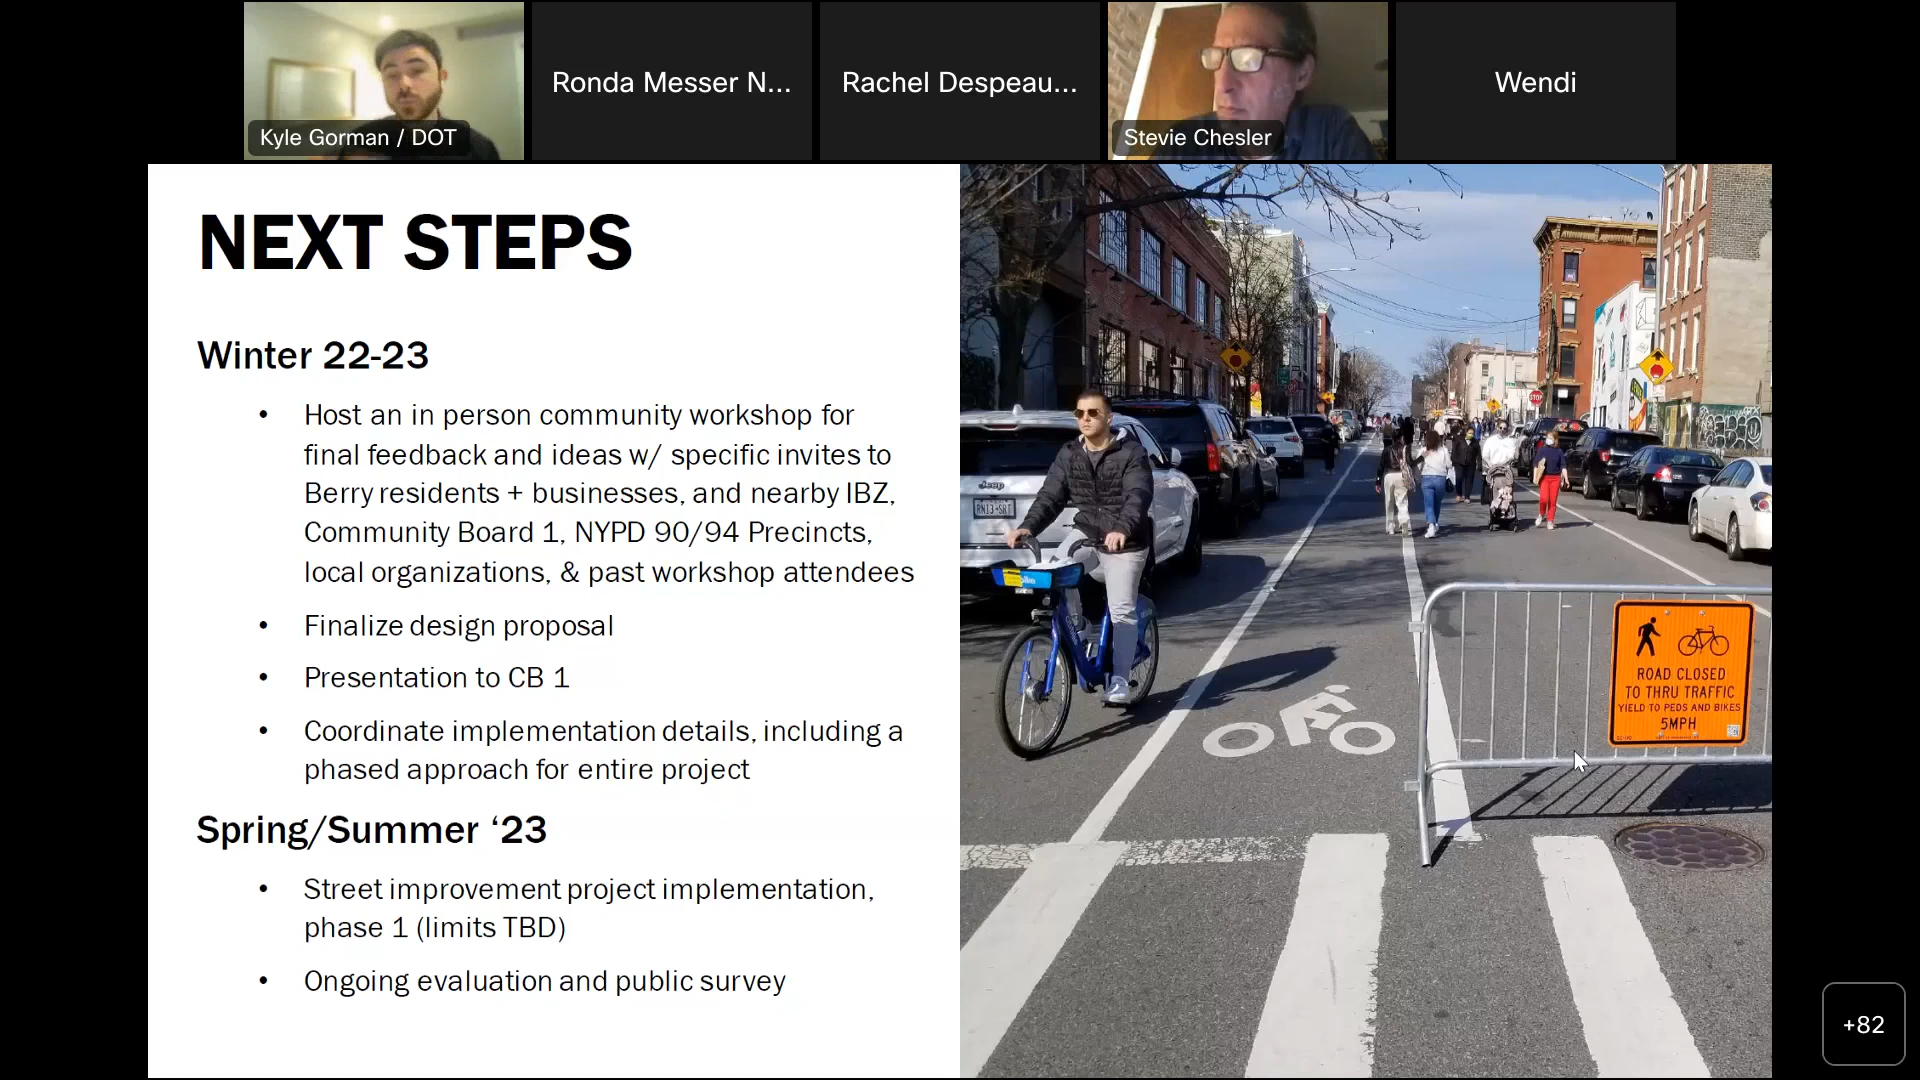 Kyle Gorman / DOT
Ronda Messer N...
Rachel Despeau...
Stevie Chesler
Wendi
NEXT STEPS
Winter 22-23
• Host an in person community workshop for
final feedback and ideas w/ specific invites to
Berry residents + businesses, and nearby IBZ,
Community Board 1, NYPD 90/94 Precincts,
local organizations, & past workshop attendees
• Finalize design proposal
• Presentation to CB 1
• Coordinate implementation details, including a
phased approach for entire project
Spring/Summer ‘23
• Street improvement project implementation,
phase 1 (limits TBD)
• Ongoing evaluation and public survey
Jeep
STOP
ROAD CLOSED
TO THRU TRAFFIC
YIELD TO PEDS AND BIKES
5MPH
+82